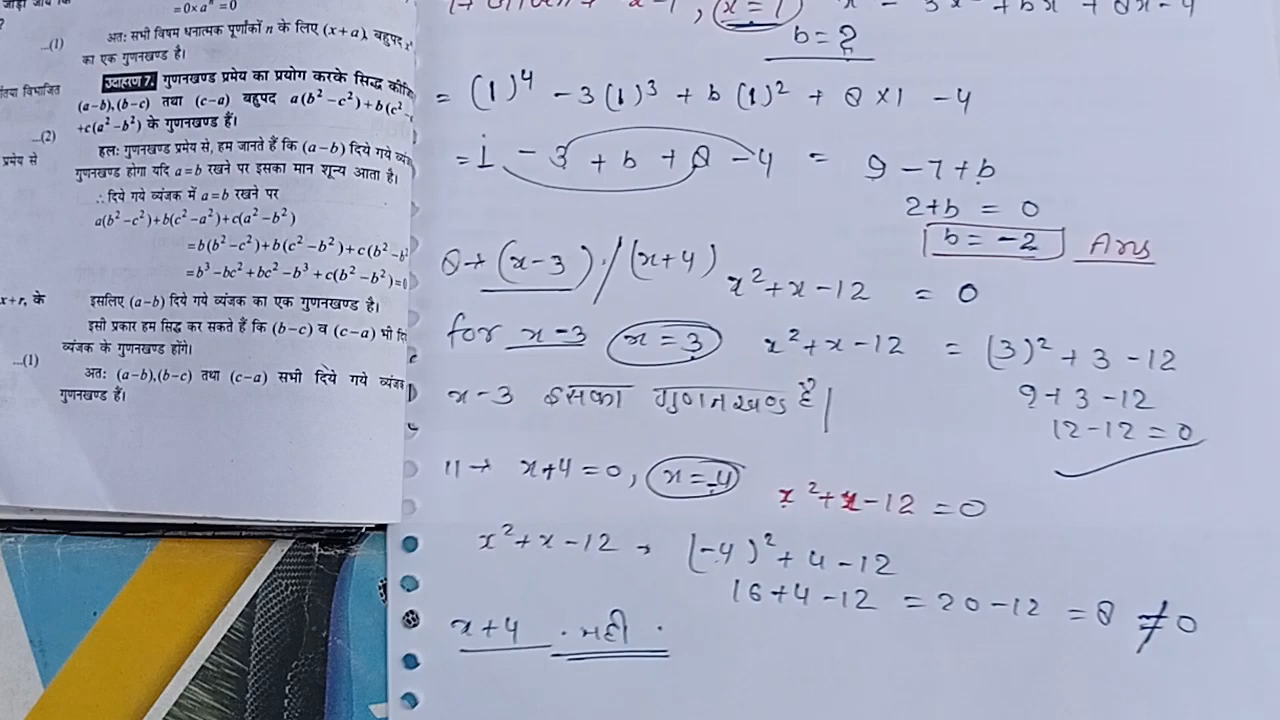 = 0 × aⁿ = 0
...(1)
अतः सभी विषम धनात्मक पूर्णांकों n के लिए (x+a), बहुपद
का एक गुणनखण्ड है।
उदाहरण 7. गुणनखण्ड प्रमेय का प्रयोग करके सिद्ध
विभाजित
(a−b),(b−c) तथा (c−a) बहुपद a(b²−c²)+b(c²
+c(a²−b²) के गुणनखण्ड हैं।
...(2)
प्रमेय से
हलः गुणनखण्ड प्रमेय से, हम जानते हैं कि (a−b) दिये गये
गुणनखण्ड होगा यदि a=b रखने पर इसका मान शून्य आता है।
∴ दिये गये व्यंजक में a=b रखने पर
a(b²−c²)+b(c²−a²)+c(a²−b²)
=b(b²−c²)+b(c²−b²)+c(b²−b²
=b³−bc²+bc²−b³+c(b²−b²)=0
x+r, के
इसलिए (a−b) दिये गये व्यंजक का एक गुणनखण्ड है।
इसी प्रकार हम सिद्ध कर सकते हैं कि (b−c) व (c−a) भी
व्यंजक के गुणनखण्ड होंगे।
...(1)
अतः (a−b),(b−c) तथा (c−a) सभी दिये गये
गुणनखण्ड हैं।
b = ?
= (1)⁴ − 3(1)³ + b(1)² + 8×1 − 4
= 1 − 3 + b + 8 − 4 = 9 − 7 + b
2+b = 0
b = −2 Ans
Q→ (x−3) / (x+4) x²+x−12 = 0
for x−3 x=3 x²+x−12 = (3)²+3−12
9+3−12
x−3 इसका गुणनखण्ड है।
12−12=0
11→ x+4=0, x=−4 x²+x−12=0
x²+x−12 → (−4)²+4−12
16+4−12 = 20−12 = 8 ≠ 0
x+4 . नही .